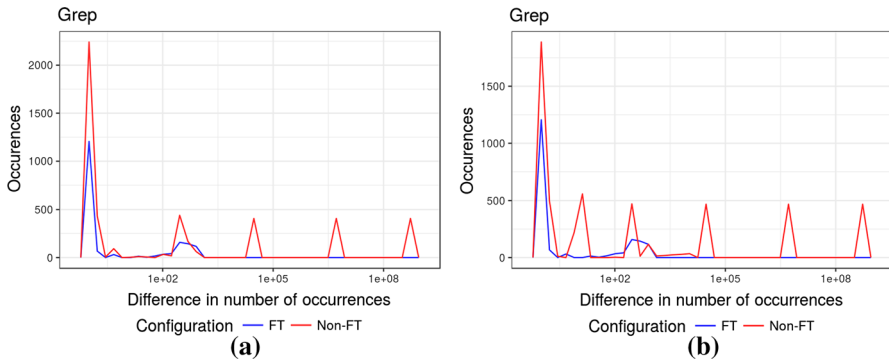 Grep
Occurences
2000
1500
1000
500
0
1e+02 1e+05 1e+08
Difference in number of occurrences
Configuration FT Non-FT
(a)
Grep
Occurences
1500
1000
500
0
1e+02 1e+05 1e+08
Difference in number of occurrences
Configuration FT Non-FT
(b)